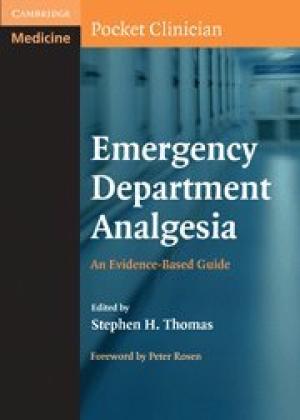 CAMBRIDGE
Medicine
Pocket Clinician
Emergency
Department
Analgesia
An Evidence-Based Guide
Edited by
Stephen H. Thomas
Foreword by Peter Rosen